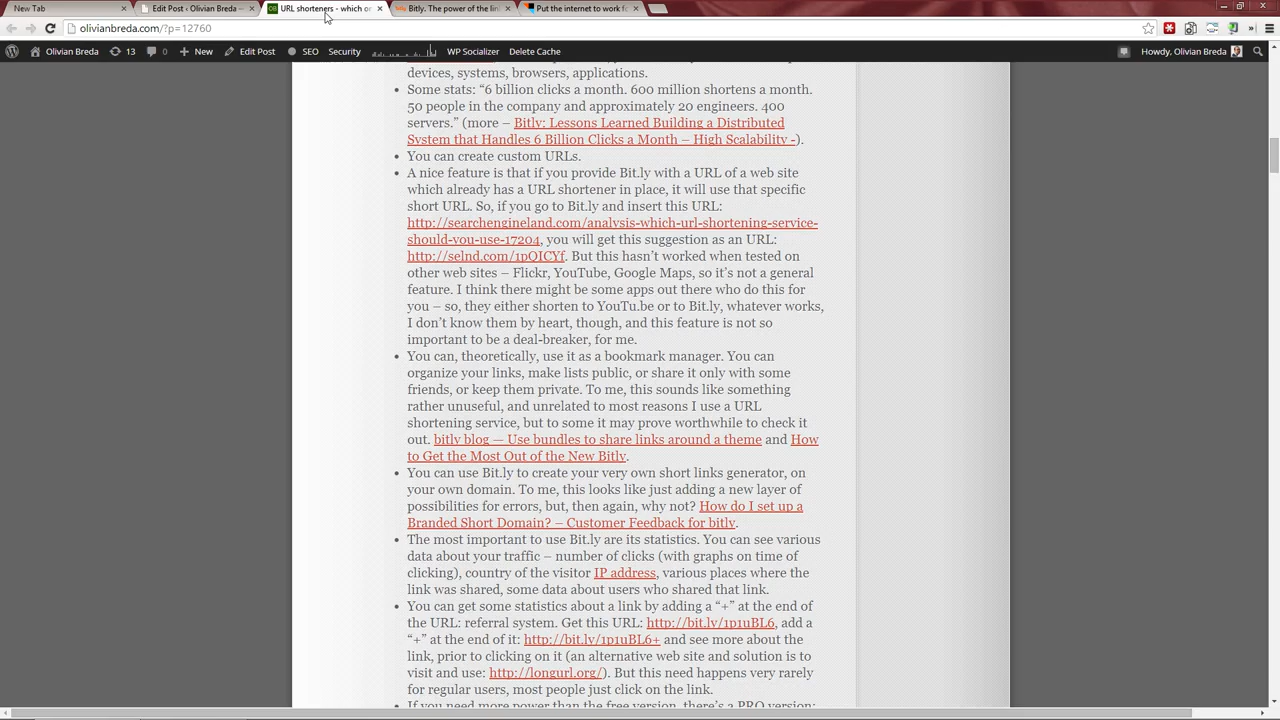 New Tab
Edit Post ‹ Olivian Breda —
URL shorteners - which or
Bitly. The power of the lin
Put the internet to work f
olivianbreda.com/?p=12760
Olivian Breda 13 0 New Edit Post SEO Security WP Socializer Delete Cache Howdy, Olivian Breda
devices, systems, browsers, applications.
Some stats: “6 billion clicks a month. 600 million shortens a month.
50 people in the company and approximately 20 engineers. 400
servers.” (more – Bitly: Lessons Learned Building a Distributed
System that Handles 6 Billion Clicks a Month – High Scalability -).
You can create custom URLs.
A nice feature is that if you provide Bit.ly with a URL of a web site
which already has a URL shortener in place, it will use that specific
short URL. So, if you go to Bit.ly and insert this URL:
http://searchengineland.com/analysis-which-url-shortening-service-
should-you-use-17204, you will get this suggestion as an URL:
http://selnd.com/1pQICYf. But this hasn’t worked when tested on
other web sites – Flickr, YouTube, Google Maps, so it’s not a general
feature. I think there might be some apps out there who do this for
you – so, they either shorten to YouTu.be or to Bit.ly, whatever works,
I don’t know them by heart, though, and this feature is not so
important to be a deal-breaker, for me.
You can, theoretically, use it as a bookmark manager. You can
organize your links, make lists public, or share it only with some
friends, or keep them private. To me, this sounds like something
rather unuseful, and unrelated to most reasons I use a URL
shortening service, but to some it may prove worthwhile to check it
out. bitly blog — Use bundles to share links around a theme and How
to Get the Most Out of the New Bitly.
You can use Bit.ly to create your very own short links generator, on
your own domain. To me, this looks like just adding a new layer of
possibilities for errors, but, then again, why not? How do I set up a
Branded Short Domain? – Customer Feedback for bitly.
The most important to use Bit.ly are its statistics. You can see various
data about your traffic – number of clicks (with graphs on time of
clicking), country of the visitor IP address, various places where the
link was shared, some data about users who shared that link.
You can get some statistics about a link by adding a “+” at the end of
the URL: referral system. Get this URL: http://bit.ly/1p1uBL6, add a
“+” at the end of it: http://bit.ly/1p1uBL6+ and see more about the
link, prior to clicking on it (an alternative web site and solution is to
visit and use: http://longurl.org/). But this need happens very rarely
for regular users, most people just click on the link.
If you need more power than the free version, there’s a PRO version: